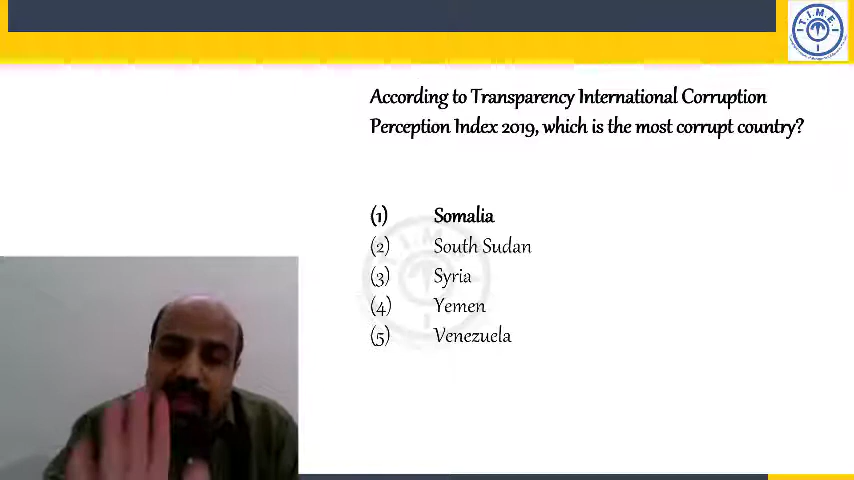 T.I.M.E.
According to Transparency International Corruption
Perception Index 2019, which is the most corrupt country?
(1) Somalia
(2) South Sudan
(3) Syria
(4) Yemen
(5) Venezuela